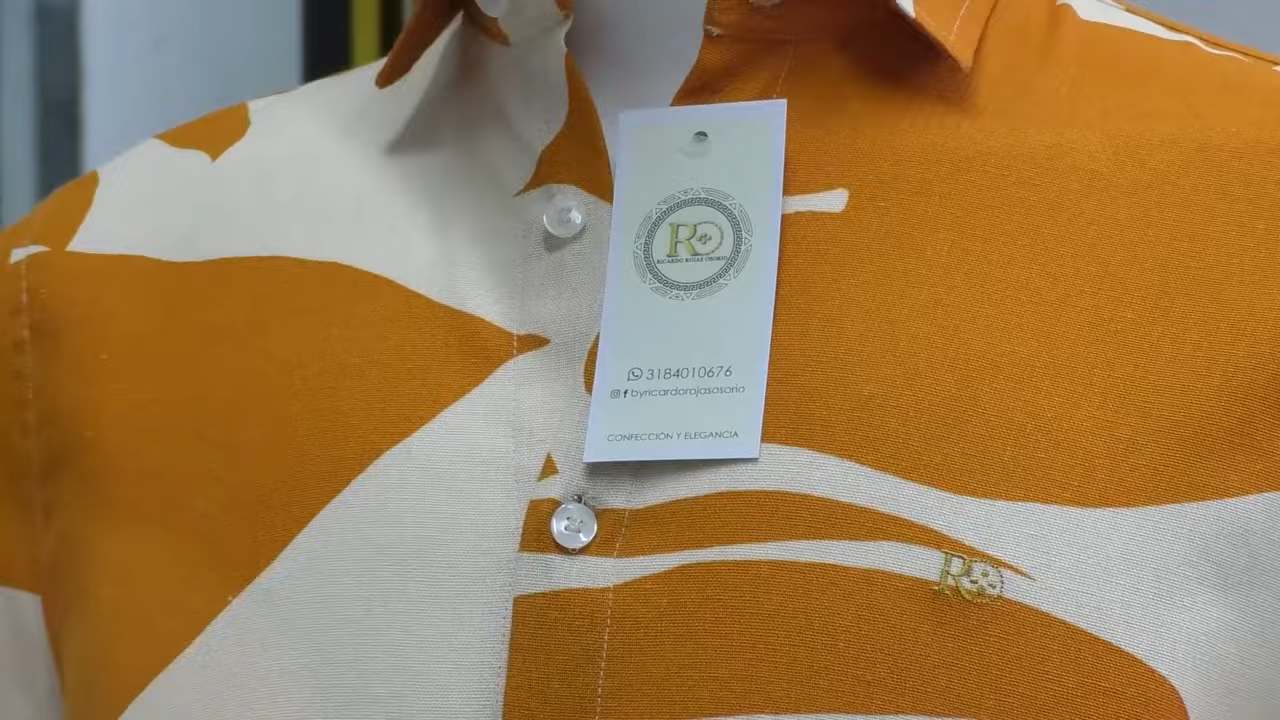 RO
RICARDO ROJAS OSORIO
3184010676
byricardorojasosorio
CONFECCIÓN Y ELEGANCIA
RO